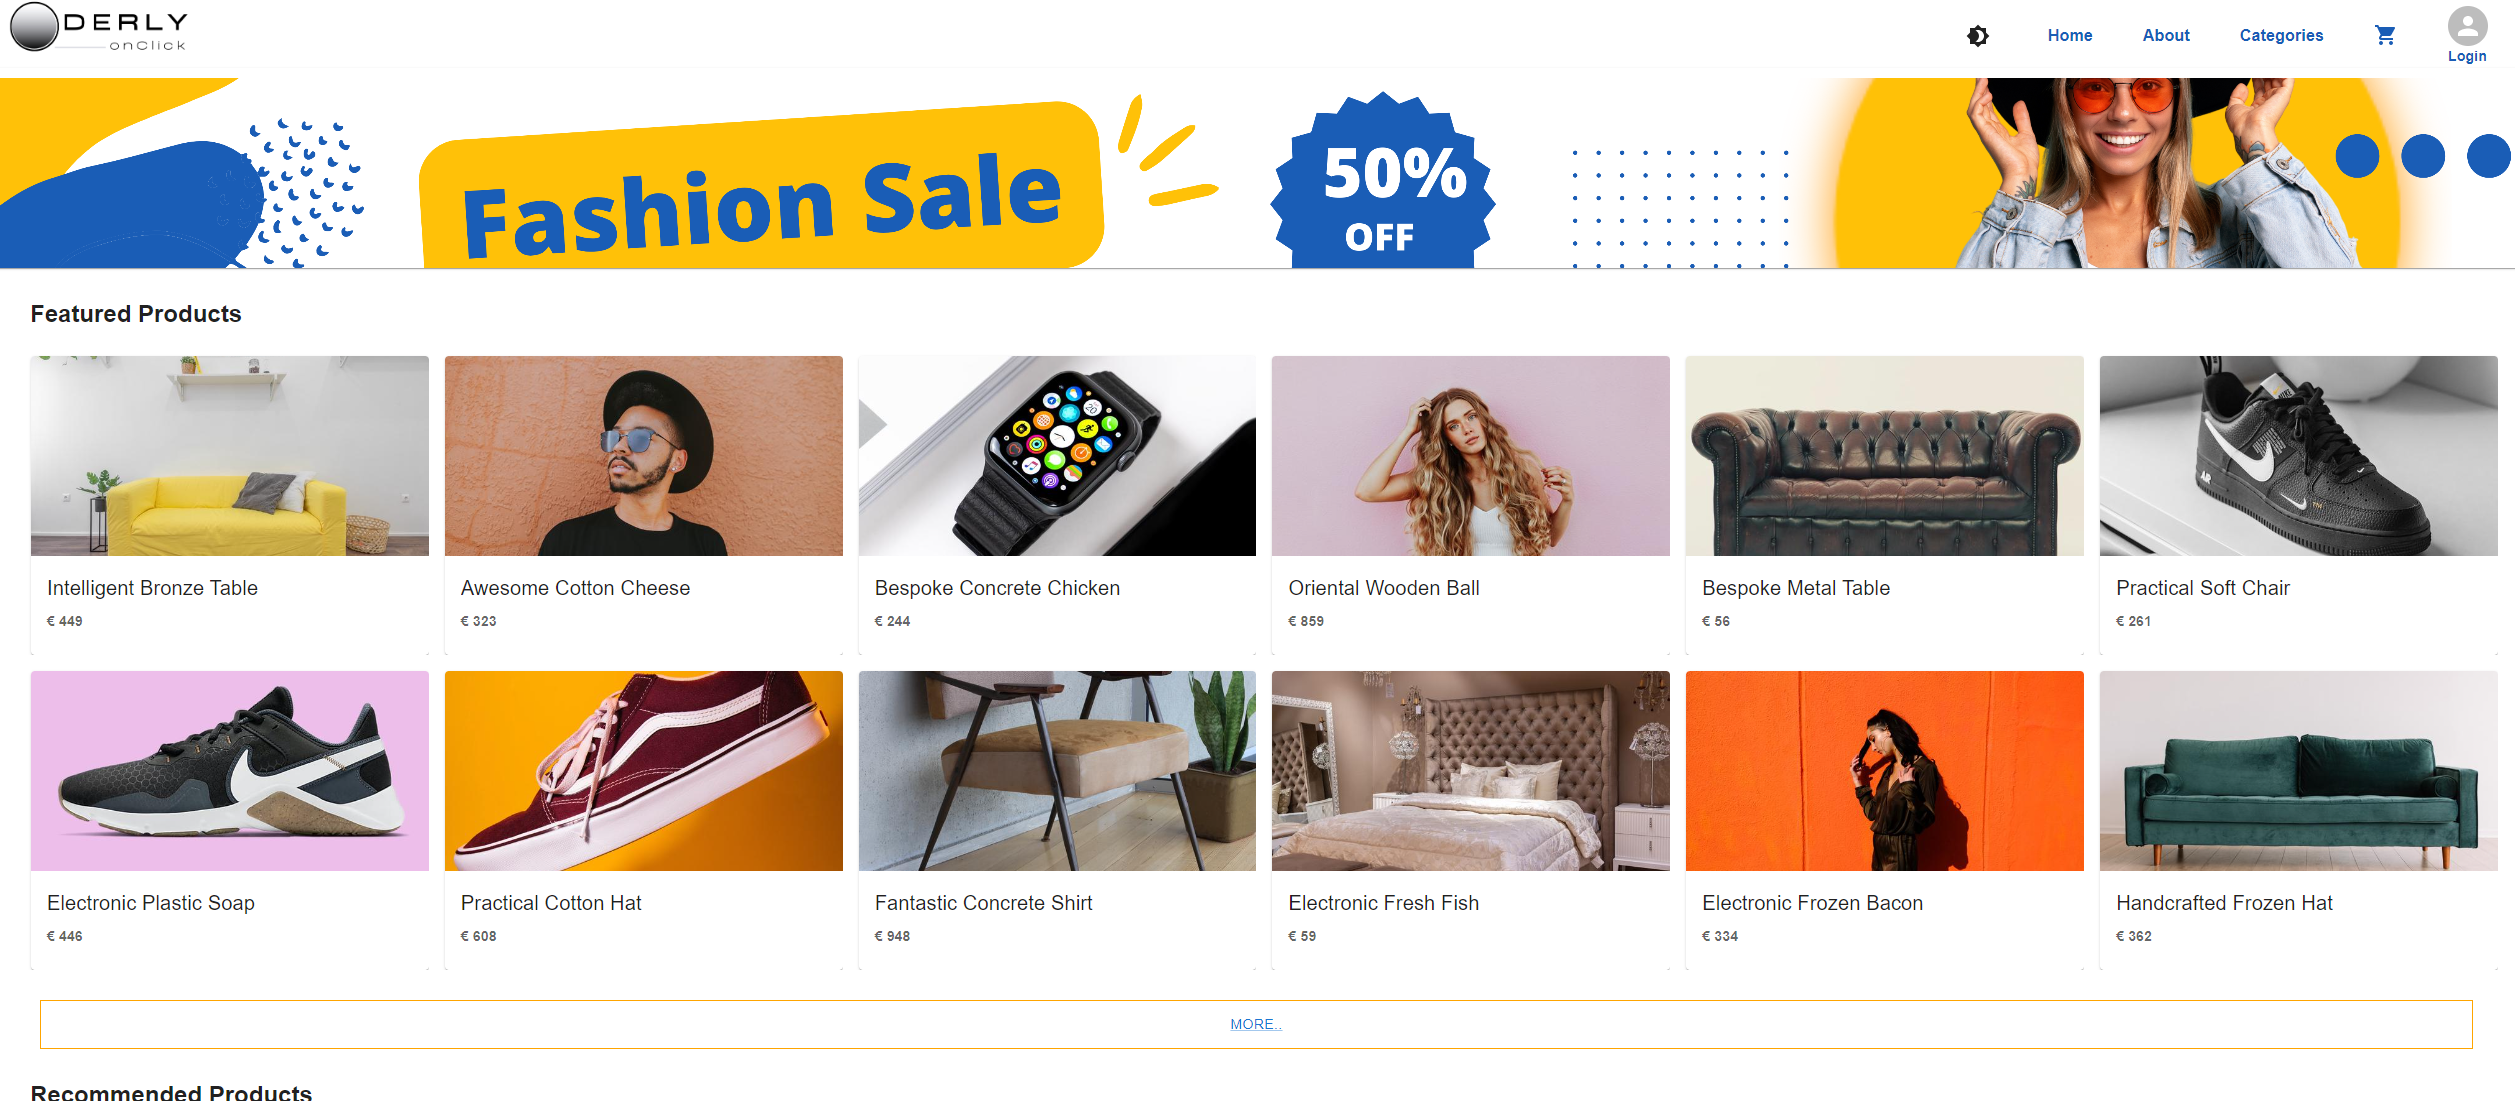 DERLY
onClick
Home
About
Categories
Login
Fashion Sale
50%
OFF
Featured Products
Intelligent Bronze Table
€ 449
Awesome Cotton Cheese
€ 323
Bespoke Concrete Chicken
€ 244
Oriental Wooden Ball
€ 859
Bespoke Metal Table
€ 56
Practical Soft Chair
€ 261
AIR
Electronic Plastic Soap
€ 446
Practical Cotton Hat
€ 608
Fantastic Concrete Shirt
€ 948
Electronic Fresh Fish
€ 59
Electronic Frozen Bacon
€ 334
Handcrafted Frozen Hat
€ 362
MORE..
Recommended Products